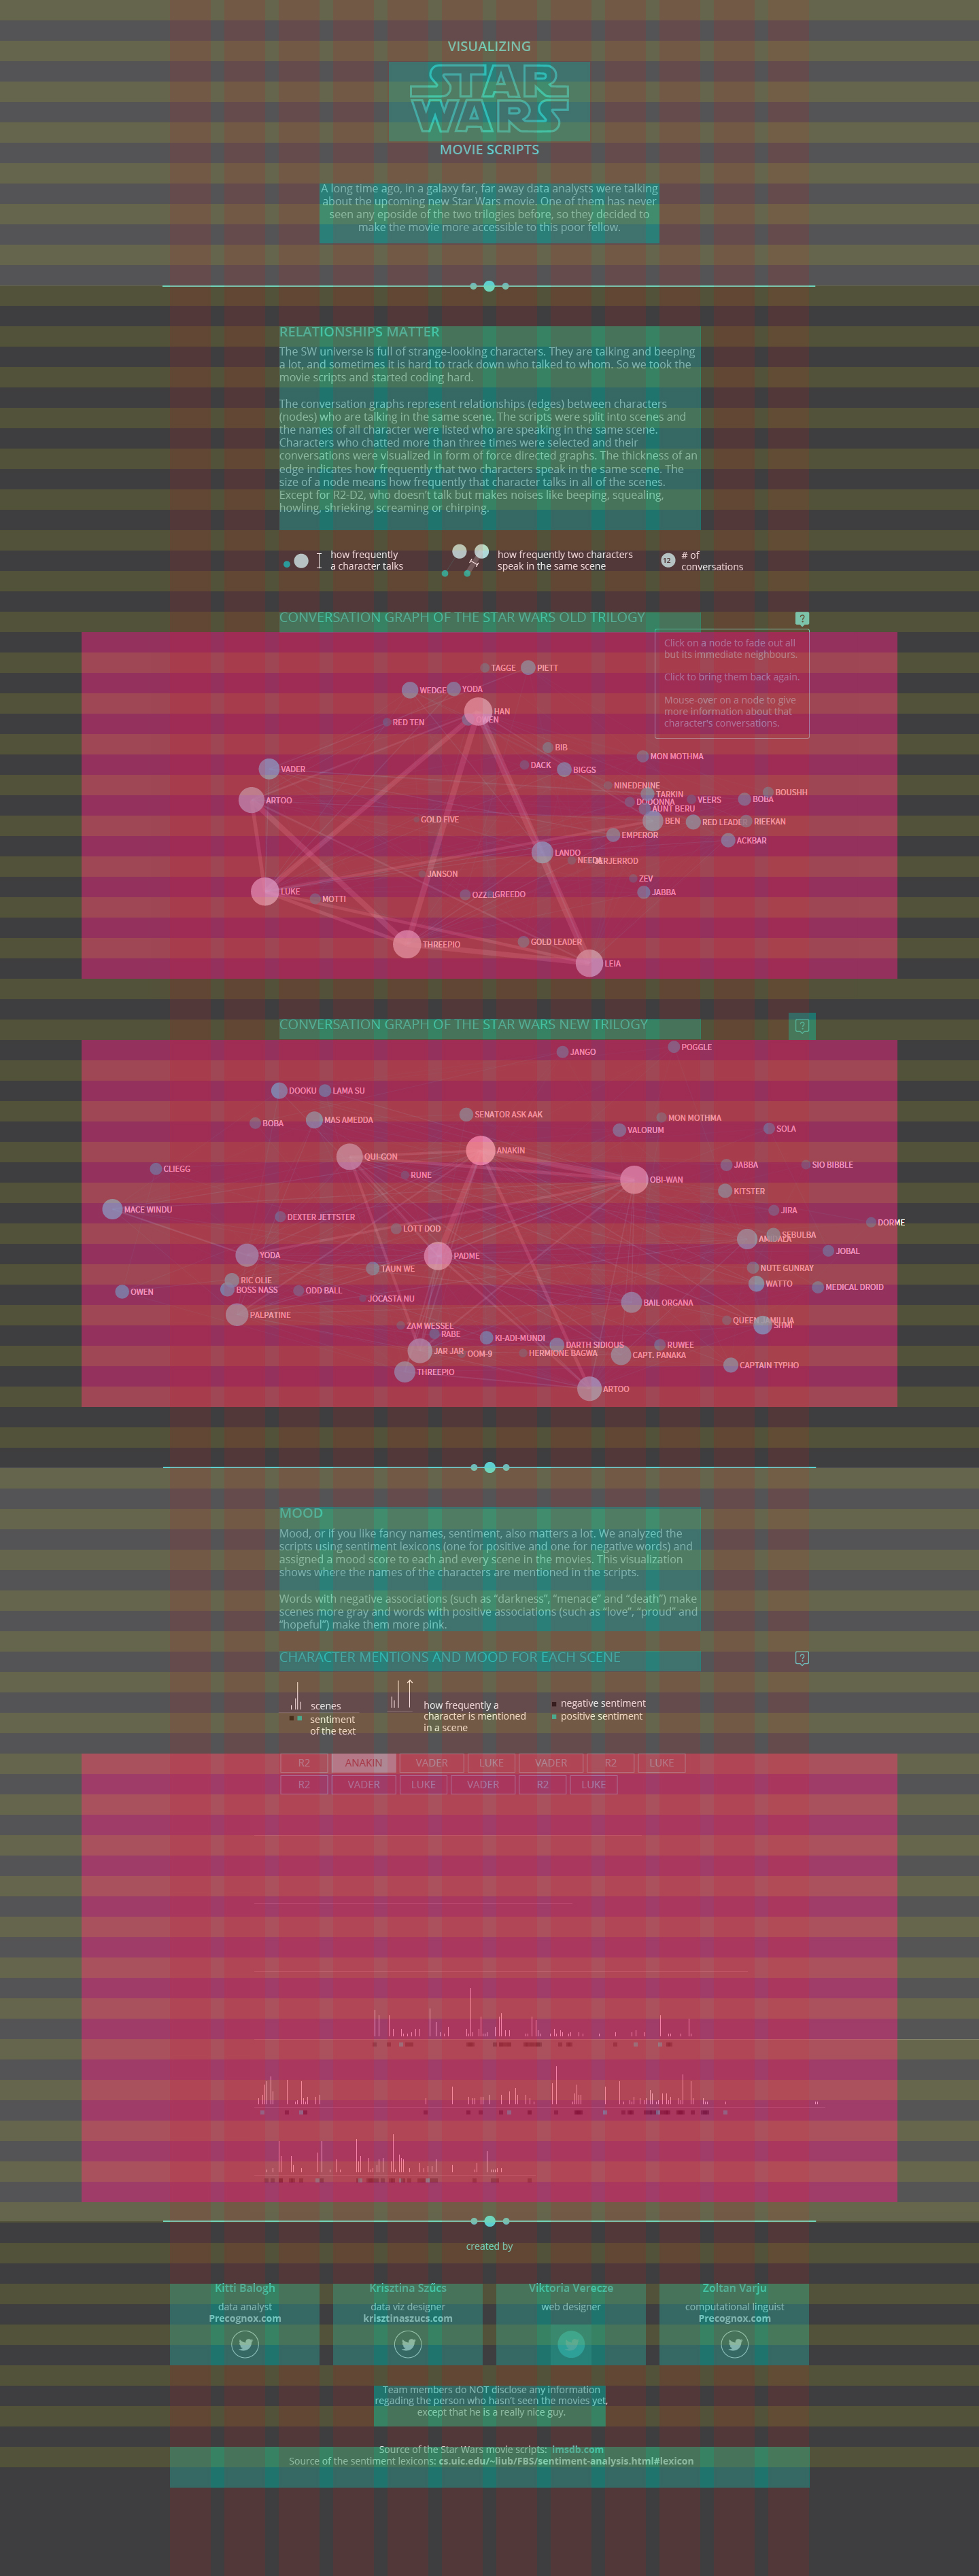 VISUALIZING
STAR
WARS
MOVIE SCRIPTS
A long time ago, in a galaxy far, far away data analysts were talking
about the upcoming new Star Wars movie. One of them has never
seen any eposide of the two trilogies before, so they decided to
make the movie more accessible to this poor fellow.
RELATIONSHIPS MATTER
The SW universe is full of strange-looking characters. They are talking and beeping
a lot, and sometimes it is hard to track down who talked to whom. So we took the
movie scripts and started coding hard.
The conversation graphs represent relationships (edges) between characters
(nodes) who are talking in the same scene. The scripts were split into scenes and
the names of all character were listed who are speaking in the same scene.
Characters who chatted more than three times were selected and their
conversations were visualized in form of force directed graphs. The thickness of an
edge indicates how frequently that two characters speak in the same scene. The
size of a node means how frequently that character talks in all of the scenes.
Except for R2-D2, who doesn't talk but makes noises like beeping, squealing,
howling, shrieking, screaming or chirping.
how frequently
a character talks
how frequently two characters
speak in the same scene
12
# of
conversations
CONVERSATION GRAPH OF THE STAR WARS OLD TRILOGY
?
Click on a node to fade out all
but its immediate neighbours.
Click to bring them back again.
Mouse-over on a node to give
more information about that
character's conversations.
TAGGE
PIETT
WEDGE
YODA
HAN
RED TEN
BIB
MON MOTHMA
DACK
BIGGS
VADER
NINEDENINE
TARKIN
BOUSHH
ARTOO
DODONNA
VEERS
BOBA
AUNT BERU
GOLD FIVE
BEN
RED LEADER
RIEEKAN
EMPEROR
ACKBAR
LANDO
NEEDA
JERJERROD
JANSON
ZEV
LUKE
MOTTI
GREEDO
JABBA
THREEPIO
GOLD LEADER
LEIA
CONVERSATION GRAPH OF THE STAR WARS NEW TRILOGY
?
JANGO
POGGLE
DOOKU
LAMA SU
BOBA
MAS AMEDDA
SENATOR ASK AAK
MON MOTHMA
VALORUM
SOLA
QUI-GON
ANAKIN
CLIEGG
RUNE
JABBA
SIO BIBBLE
OBI-WAN
KITSTER
MACE WINDU
JIRA
DEXTER JETTSTER
DORME
LOTT DOD
SEBULBA
AMIDALA
YODA
PADME
JOBAL
TAUN WE
NUTE GUNRAY
RIC OLIE
WATTO
OWEN
BOSS NASS
ODD BALL
MEDICAL DROID
JOCASTA NU
BAIL ORGANA
PALPATINE
QUEEN JAMILLIA
ZAM WESSEL
SHMI
RABE
KI-ADI-MUNDI
DARTH SIDIOUS
RUWEE
JAR JAR
OOM-9
HERMIONE BAGWA
CAPT. PANAKA
THREEPIO
CAPTAIN TYPHO
ARTOO
MOOD
Mood, or if you like fancy names, sentiment, also matters a lot. We analyzed the
scripts using sentiment lexicons (one for positive and one for negative words) and
assigned a mood score to each and every scene in the movies. This visualization
shows where the names of the characters are mentioned in the scripts.
Words with negative associations (such as “darkness”, “menace” and “death”) make
scenes more gray and words with positive associations (such as “love”, “proud” and
“hopeful”) make them more pink.
CHARACTER MENTIONS AND MOOD FOR EACH SCENE
?
scenes
sentiment
of the text
how frequently a
character is mentioned
in a scene
negative sentiment
positive sentiment
R2 ANAKIN VADER LUKE VADER R2 LUKE
R2 VADER LUKE VADER R2 LUKE
created by
Kitti Balogh
data analyst
Precognox.com
Krisztina Szűcs
data viz designer
krisztinaszucs.com
Viktoria Verecze
web designer
Zoltan Varju
computational linguist
Precognox.com
Team members do NOT disclose any information
regading the person who hasn't seen the movies yet,
except that he is a really nice guy.
Source of the Star Wars movie scripts: imsdb.com
Source of the sentiment lexicons: cs.uic.edu/~liub/FBS/sentiment-analysis.html#lexicon